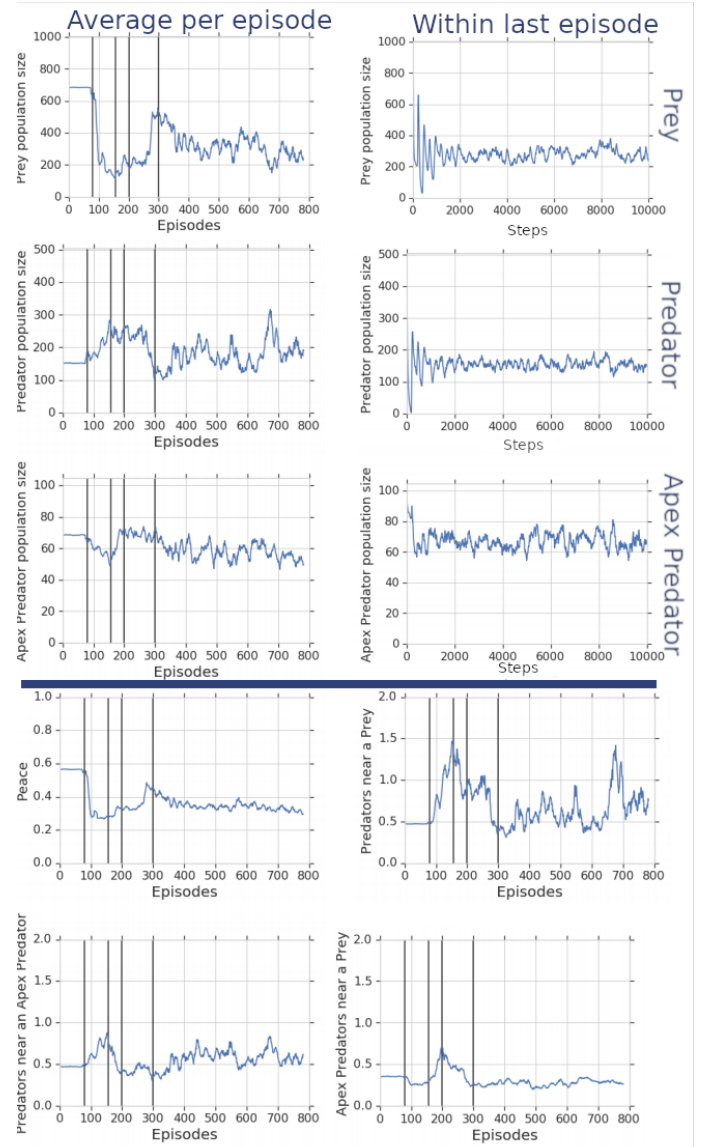 Average per episode
Within last episode
Prey population size
1000
800
600
400
200
0
0 100 200 300 400 500 600 700 800
Episodes
Prey population size
1000
800
600
400
200
0
0 2000 4000 6000 8000 10000
Steps
Prey
Predator population size
500
400
300
200
100
0
0 100 200 300 400 500 600 700 800
Episodes
Predator population size
500
400
300
200
100
0
0 2000 4000 6000 8000 10000
Steps
Predator
Apex Predator population size
100
80
60
40
20
0
0 100 200 300 400 500 600 700 800
Episodes
Apex Predator population size
100
80
60
40
20
0
0 2000 4000 6000 8000 10000
Steps
Apex Predator
Peace
1.0
0.8
0.6
0.4
0.2
0.0
0 100 200 300 400 500 600 700 800
Episodes
Predators near a Prey
2.0
1.5
1.0
0.5
0.0
0 100 200 300 400 500 600 700 800
Episodes
Predators near an Apex Predator
2.0
1.5
1.0
0.5
0.0
0 100 200 300 400 500 600 700 800
Episodes
Apex Predators near a Prey
2.0
1.5
1.0
0.5
0.0
0 100 200 300 400 500 600 700 800
Episodes